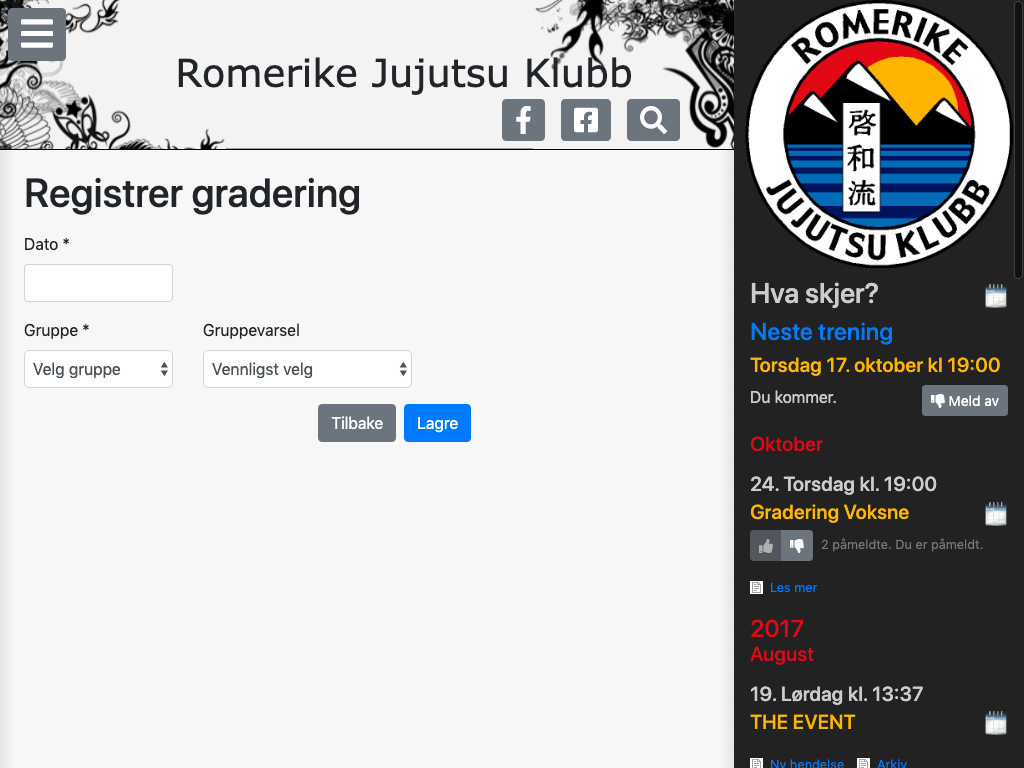 Romerike Jujutsu Klubb
Registrer gradering
Dato *
Gruppe *
Gruppevarsel
Velg gruppe
Vennligst velg
Tilbake
Lagre
ROMERIKE
啓和流
JUJUTSU KLUBB
Hva skjer?
Neste trening
Torsdag 17. oktober kl 19:00
Du kommer.
Meld av
Oktober
24. Torsdag kl. 19:00
Gradering Voksne
2 påmeldte. Du er påmeldt.
Les mer
2017
August
19. Lørdag kl. 13:37
THE EVENT
Ny hendelse Arkiv